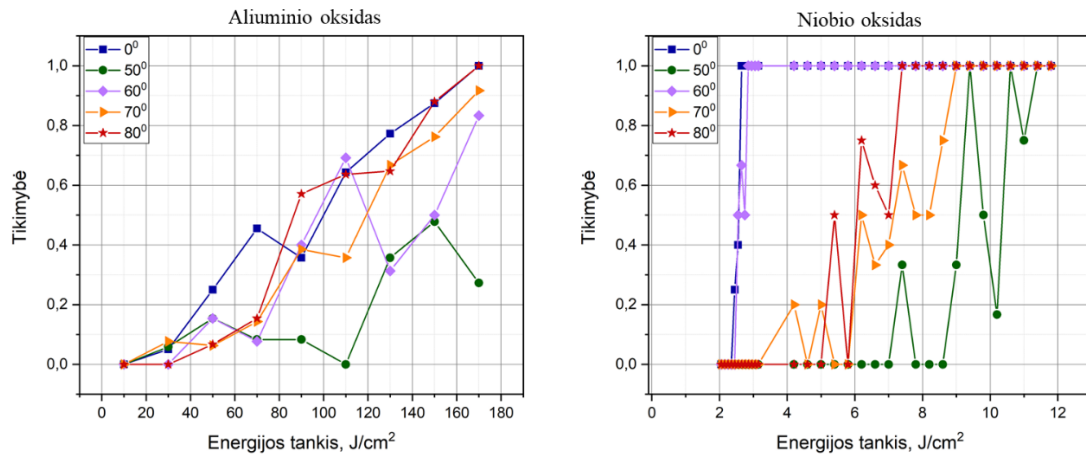 Aliuminio oksidas
1,0
0,8
0,6
0,4
0,2
0,0
Tikimybė
0⁰
50⁰
60⁰
70⁰
80⁰
0 20 40 60 80 100 120 140 160 180
Energijos tankis, J/cm²
Niobio oksidas
1,0
0,8
0,6
0,4
0,2
0,0
Tikimybė
0⁰
50⁰
60⁰
70⁰
80⁰
0 2 4 6 8 10 12
Energijos tankis, J/cm²